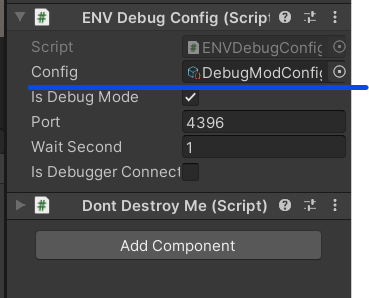 ENV Debug Config (Script
Script ENVDebugConfig
Config DebugModConfig
Is Debug Mode
Port 4396
Wait Second 1
Is Debugger Connect
Dont Destroy Me (Script)
Add Component